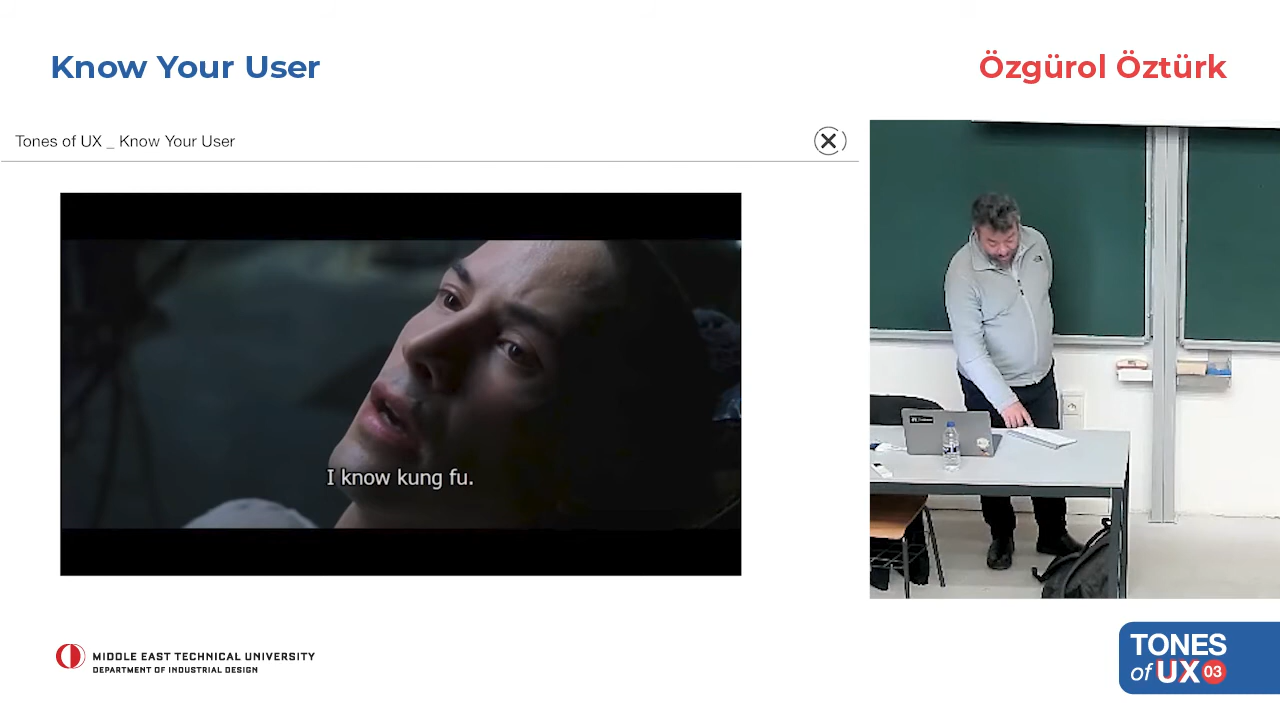 Know Your User
Özgürol Öztürk
Tones of UX _ Know Your User
I know kung fu.
MIDDLE EAST TECHNICAL UNIVERSITY
DEPARTMENT OF INDUSTRIAL DESIGN
TONES
of UX 03